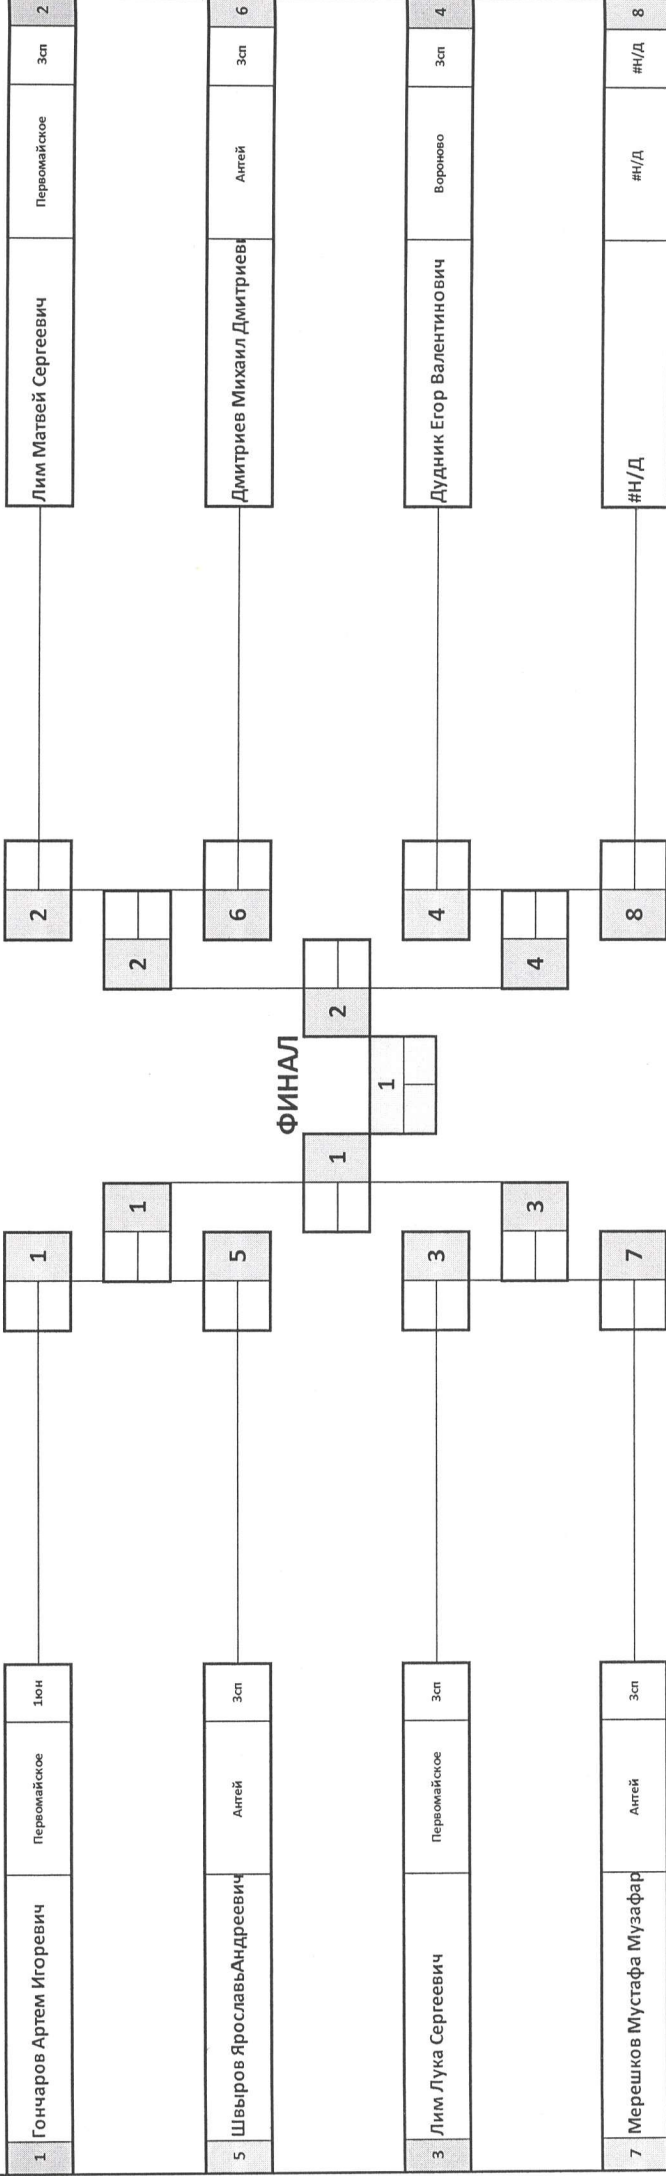 1 Гончаров Артем Игоревич Первомайское 1юн 1 2 Лим Матвей Сергеевич Первомайское 3сп 2
1 2
5 Швыров ЯрославьАндреевич Антей 3сп 5 6 Дмитриев Михаил Дмитриеви Антей 3сп 6
ФИНАЛ
1 2
1
3 Лим Лука Сергеевич Первомайское 3сп 3 4 Дудник Егор Валентинович Вороново 3сп 4
3 4
7 Мерешков Мустафа Музафар Антей 3сп 7 8 #Н/Д #Н/Д #Н/Д 8